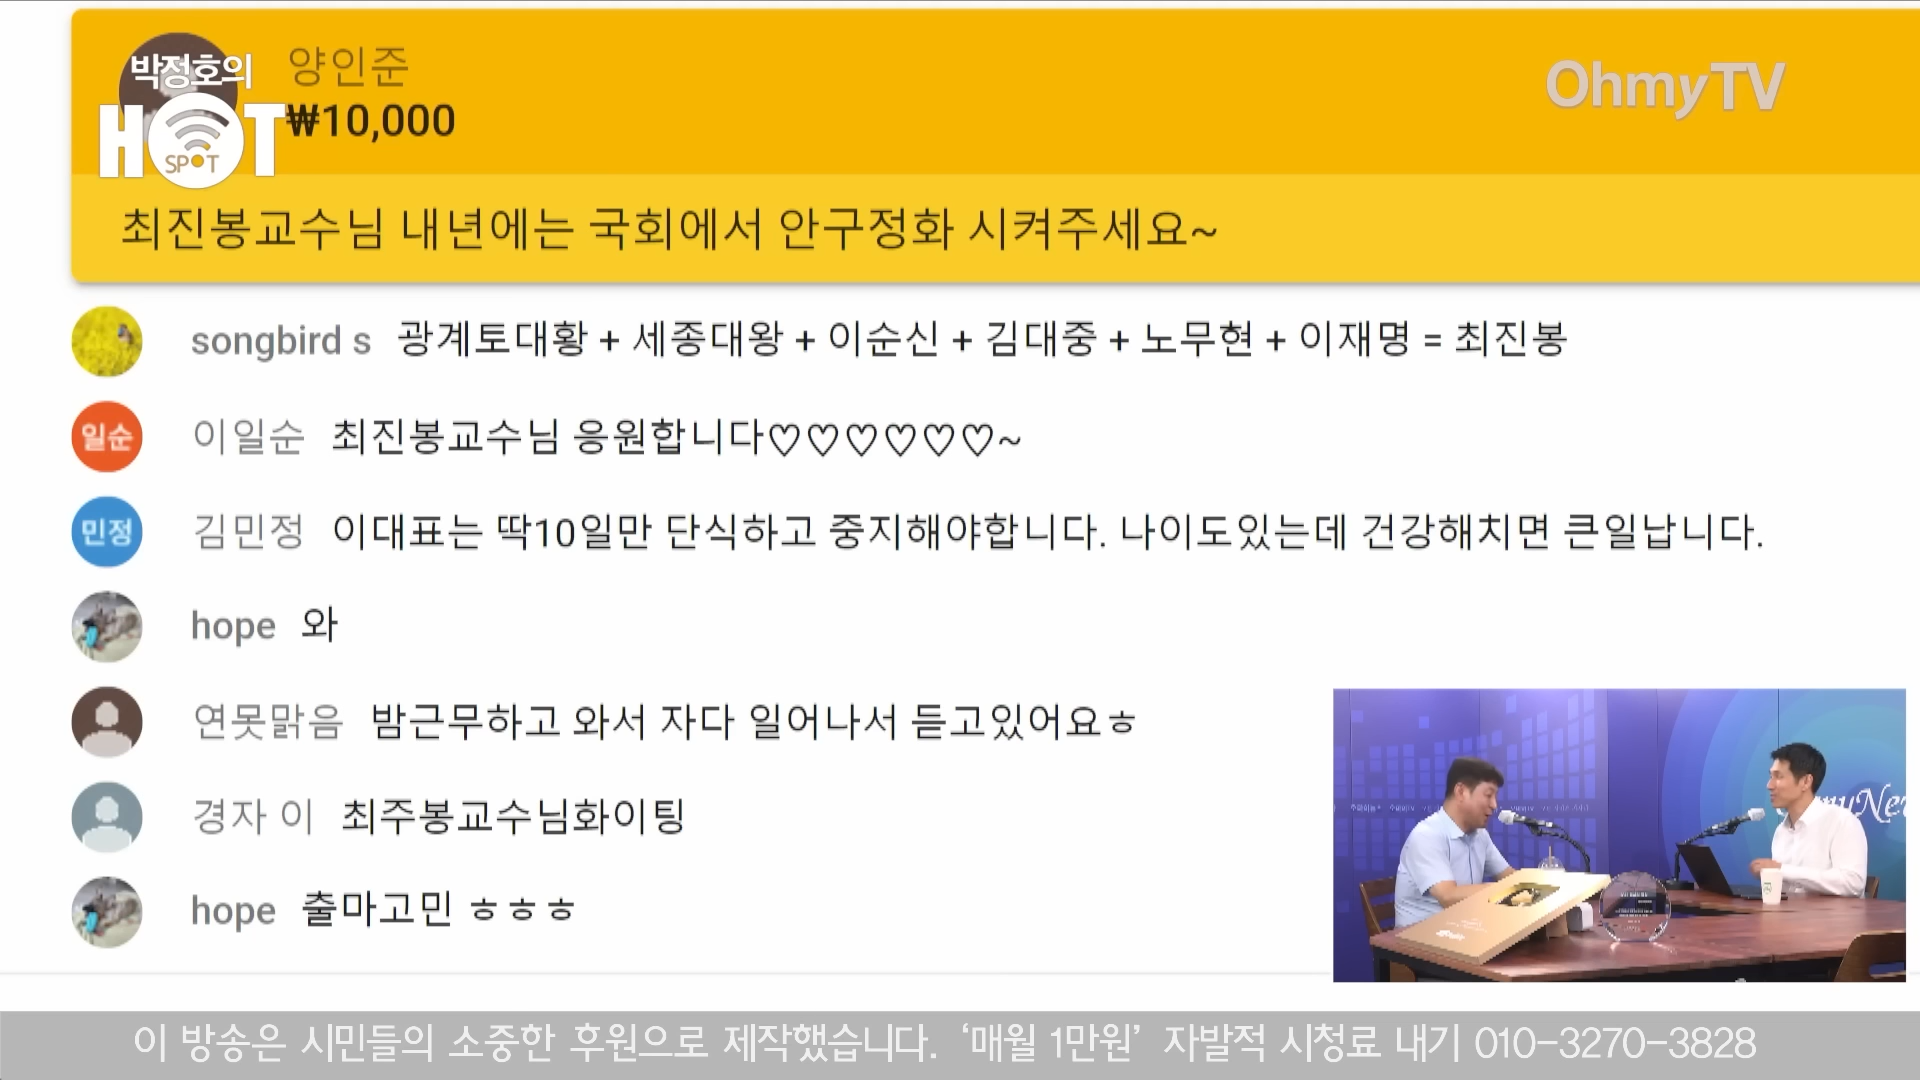 박정호의
HOT
SPOT
양인준
₩10,000
OhmyTV
최진봉교수님 내년에는 국회에서 안구정화 시켜주세요~
songbird s 광계토대황 + 세종대왕 + 이순신 + 김대중 + 노무현 + 이재명 = 최진봉
일순 이일순 최진봉교수님 응원합니다♡♡♡♡♡♡~
민정 김민정 이대표는 딱10일만 단식하고 중지해야합니다. 나이도있는데 건강해치면 큰일납니다.
hope 와
연못맑음 밤근무하고 와서 자다 일어나서 듣고있어요ㅎ
경자 이 최주봉교수님화이팅
hope 출마고민 ㅎㅎㅎ
이 방송은 시민들의 소중한 후원으로 제작했습니다. ‘매월 1만원’ 자발적 시청료 내기 010-3270-3828